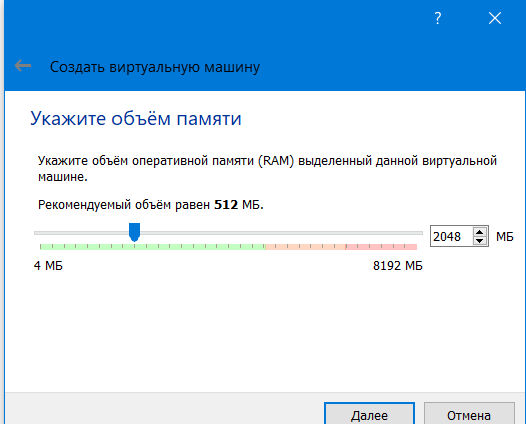 ?
Создать виртуальную машину
Укажите объём памяти
Укажите объём оперативной памяти (RAM) выделенный данной виртуальной
машине.
Рекомендуемый объём равен 512 МБ.
2048 МБ
4 МБ 8192 МБ
Далее Отмена